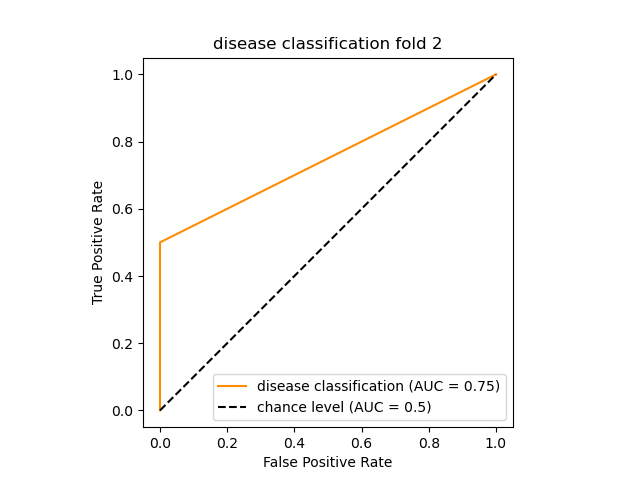 disease classification fold 2
1.0
0.8
0.6
0.4
0.2
0.0
True Positive Rate
disease classification (AUC = 0.75)
chance level (AUC = 0.5)
0.0 0.2 0.4 0.6 0.8 1.0
False Positive Rate